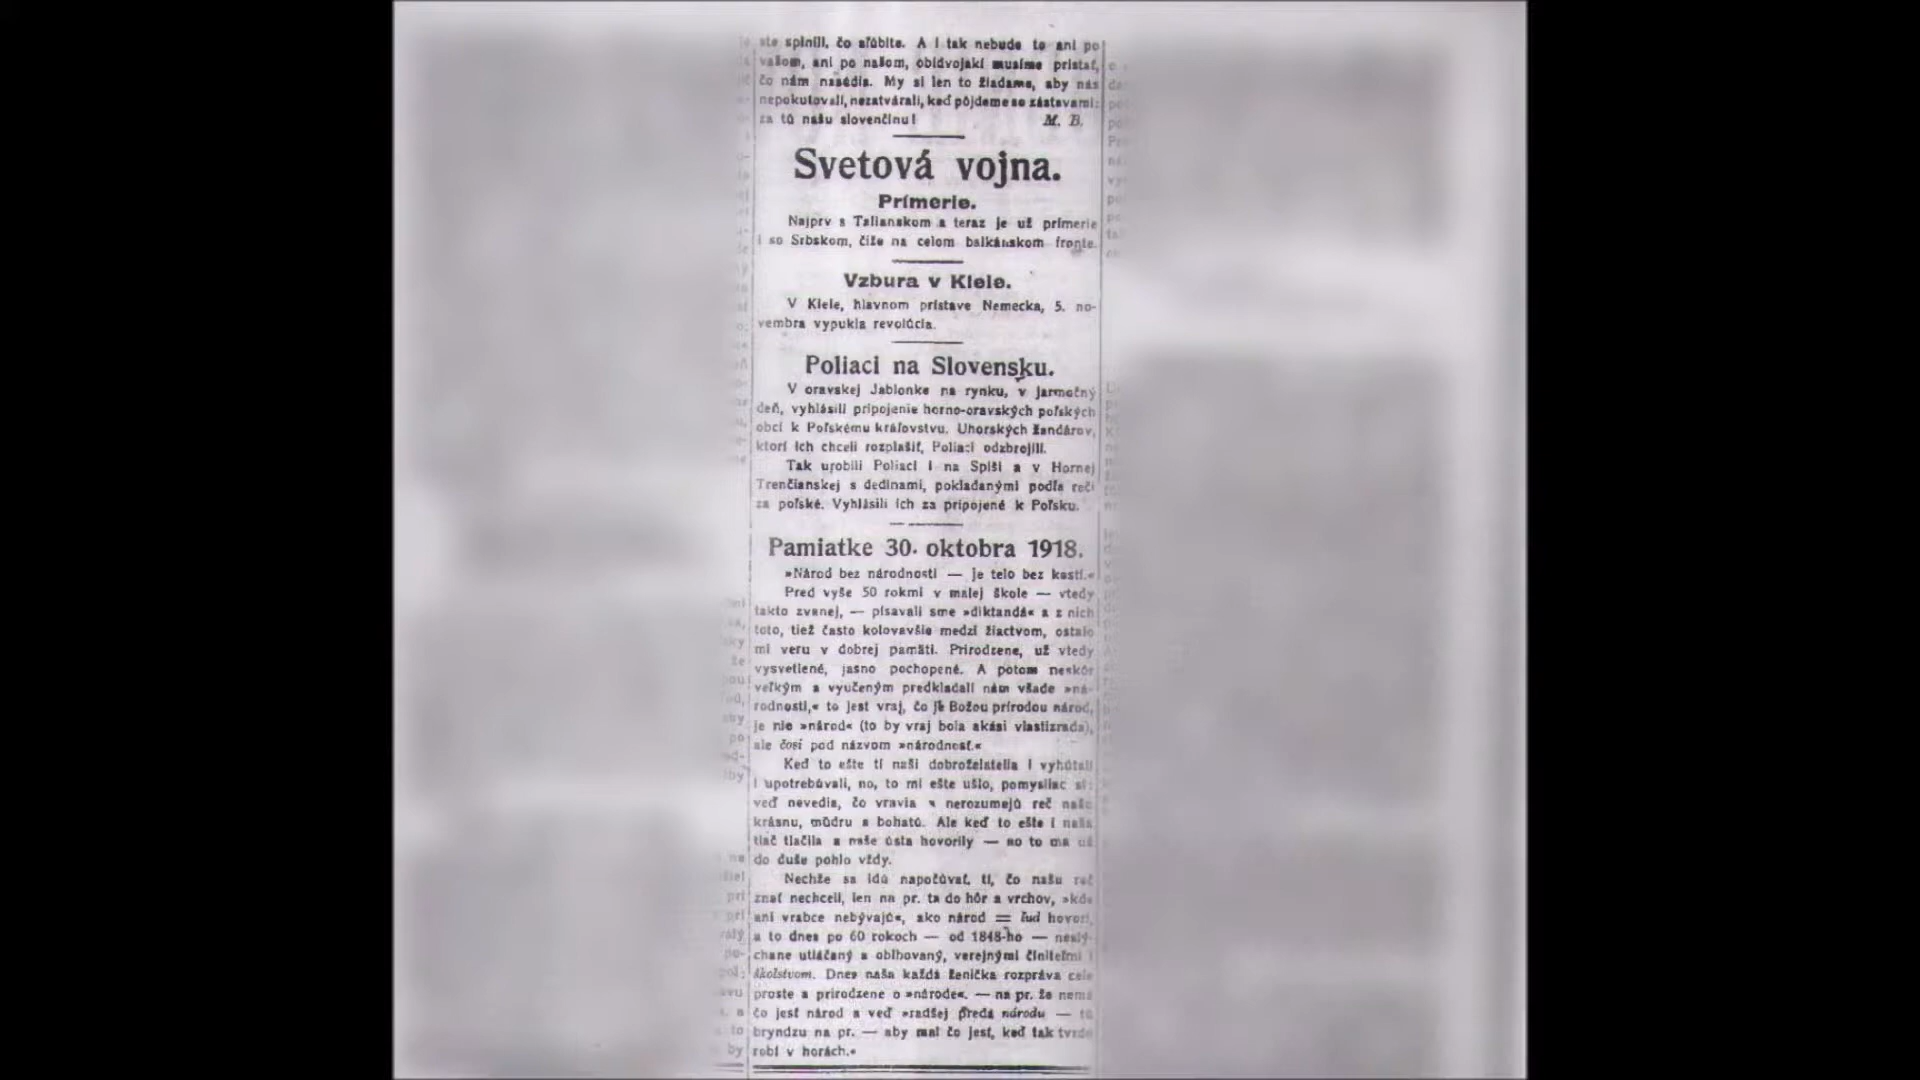 ste splnili, čo sľúbite. A i tak nebude to ani po
vašom, ani po našom, obidvojaki musíme pristať,
čo nám nasadia. My si len to žiadame, aby nás
nepokutovali, nezatvárali, keď pôjdeme so zástavami
za tú našu slovenčinu! M. B.
Svetová vojna.
Prímerie.
Najprv s Talianskom a teraz je už prímerie
i so Srbskom, čiže na celom balkánskom fronte.
Vzbura v Kiele.
V Kiele, hlavnom prístave Nemecka, 5. no-
vembra vypukla revolúcia.
Poliaci na Slovensku.
V oravskej Jablonke na rynku, v jarmočný
deň, vyhlásili pripojenie horno-oravských poľských
obcí k Poľskému kráľovstvu. Uhorských žandárov,
ktorí ich chceli rozplašiť, Poliaci odzbrojili.
Tak urobili Poliaci i na Spiši a v Hornej
Trenčianskej s dedinami, pokladanými podľa reči
za poľské. Vyhlásili ich za pripojené k Poľsku.
Pamiatke 30. oktobra 1918.
»Národ bez národnosti — je telo bez kostí.«
Pred vyše 50 rokmi v malej škole — vtedy
takto zvanej, — písavali sme »diktandá« a z nich
toto, tiež často kolovavšie medzi žiactvom, ostalo
mi veru v dobrej pamäti. Prirodzene, už vtedy
vysvetlené, jasno pochopené. A potom neskôr
veľkým a vyučeným predkladali nám všade »ná-
rodnosti,« to jest vraj, čo je Božou prírodou národ,
je nie »národ« (to by vraj bola akási vlastizrada),
ale čosi pod názvom »národnosť.«
Keď to ešte tí naši dobroželatelia i vyhútali
i upotrebúvali, no, to mi ešte ušlo, pomysliac si:
veď nevedia, čo vravia a nerozumejú reč našu
krásnu, múdru a bohatú. Ale keď to ešte i naša
tlač tlačila a naše ústa hovorily — no to ma už
do duše pohlo vždy.
Nechže sa idú napočúvať, tí, čo našu reč
znať nechceli, len na pr. ta do hôr a vrchov, »kde
ani vrabce nebývajú«, ako národ = ľud hovorí,
a to dnes po 60 rokoch — od 1848-ho — neslý-
chane utláčaný a oblhovaný, verejnými činiteľmi i
školstvom. Dnes naša každá ženička rozpráva cele
proste a prirodzene o »národe«. — na pr. že nemá
čo jesť národ a veď »radšej predá národu — tú
bryndzu na pr. — aby mal čo jesť, keď tak tvrdo
robí v horách.«